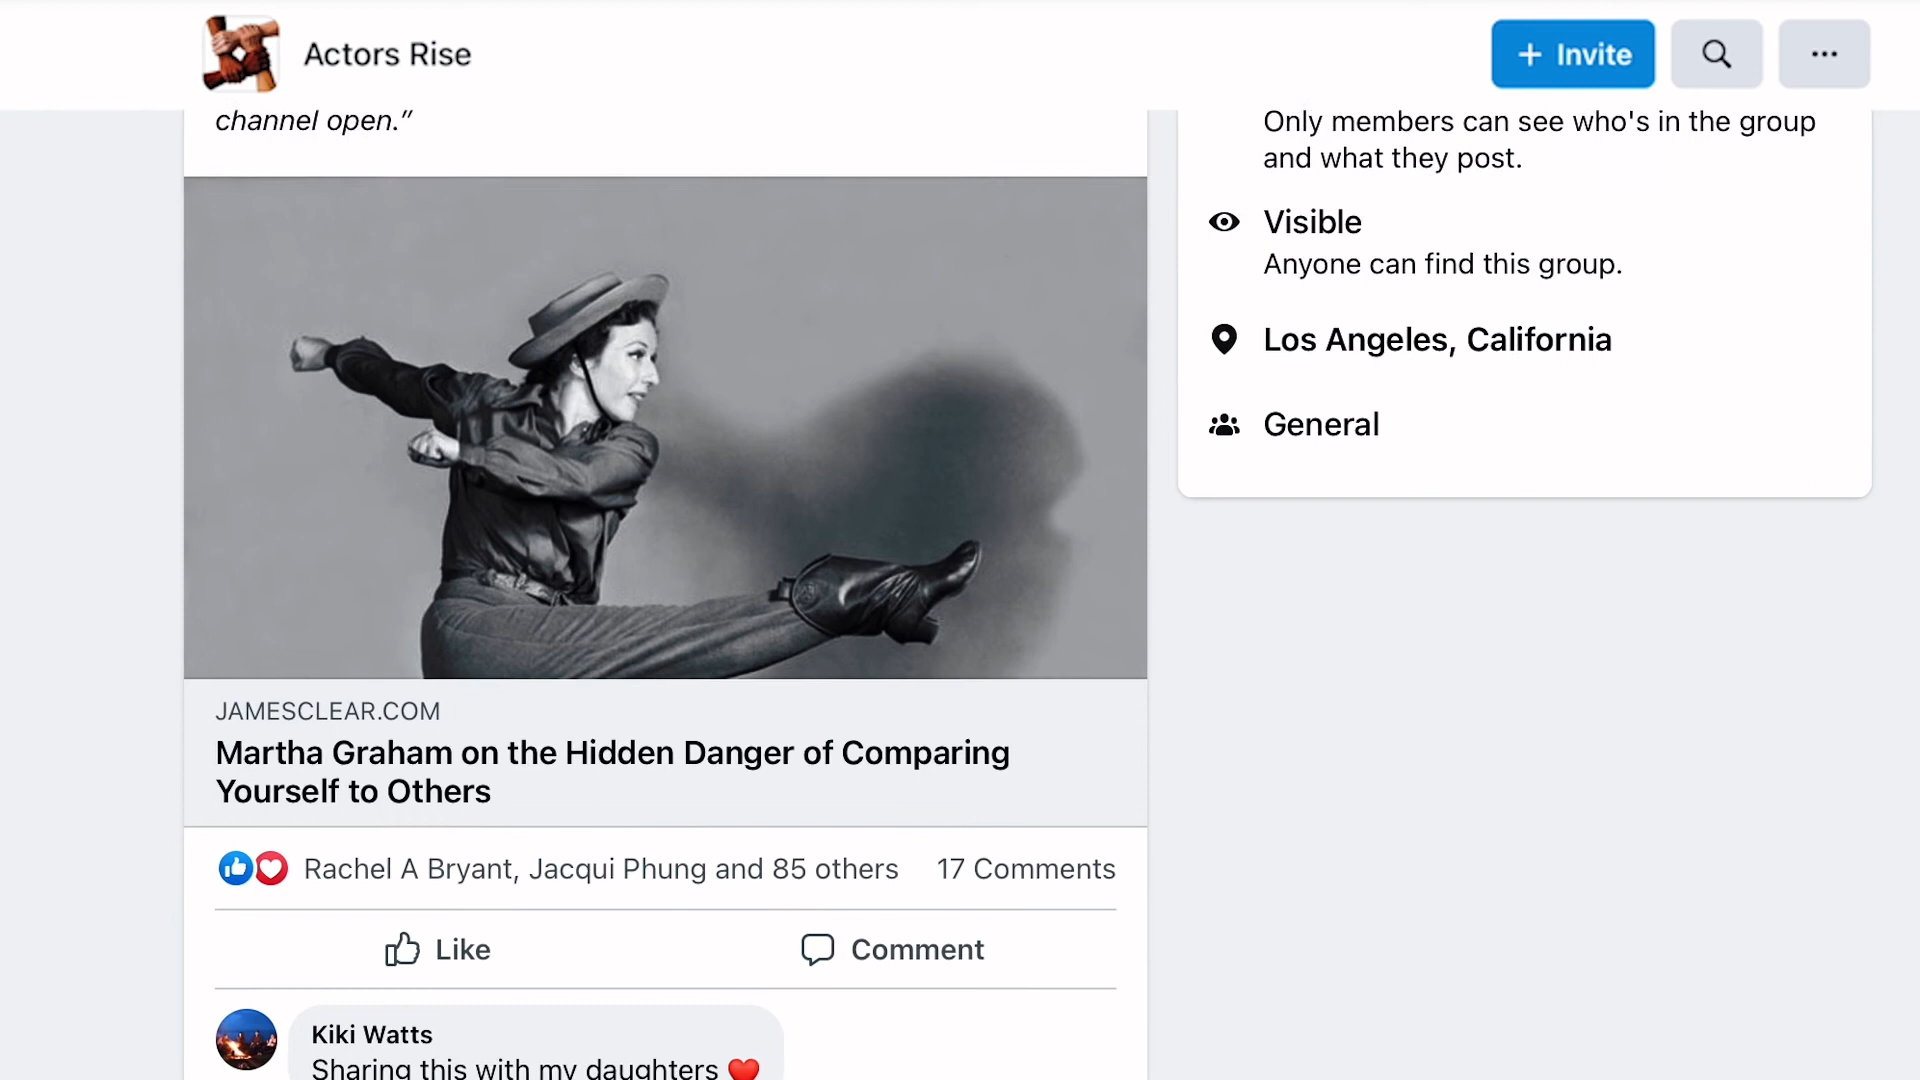 Actors Rise
+ Invite
channel open.”
Only members can see who's in the group
and what they post.
Visible
Anyone can find this group.
Los Angeles, California
General
JAMESCLEAR.COM
Martha Graham on the Hidden Danger of Comparing
Yourself to Others
Rachel A Bryant, Jacqui Phung and 85 others
17 Comments
Like
Comment
Kiki Watts
Sharing this with my daughters ❤️